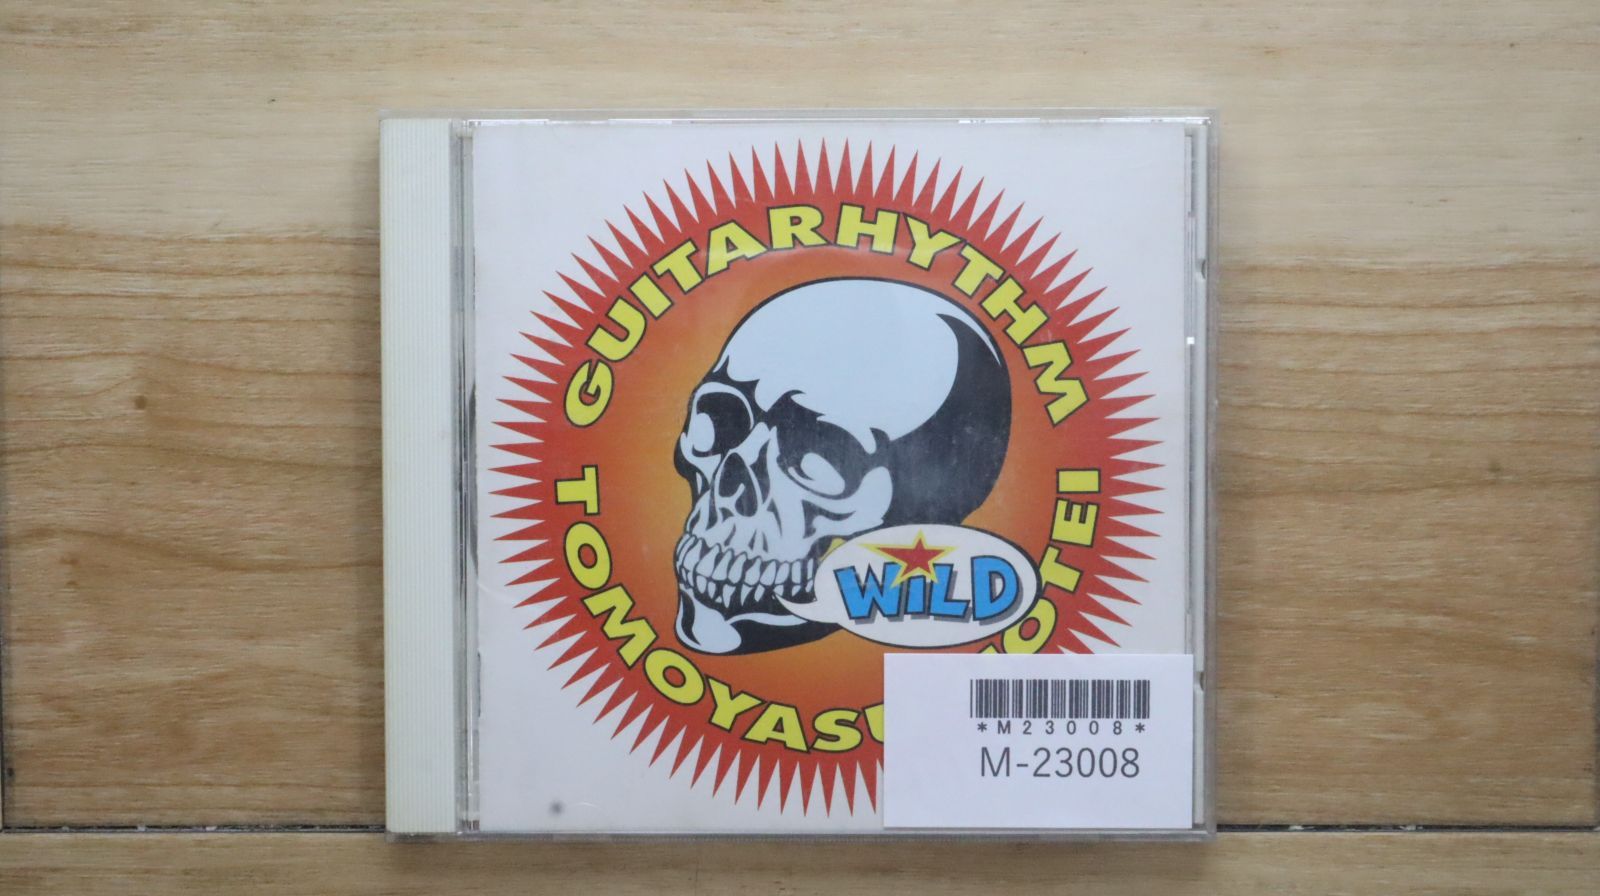 GUITARHYTHM
WILD
TOMOYASU
OTEI
*M23008*
M-23008